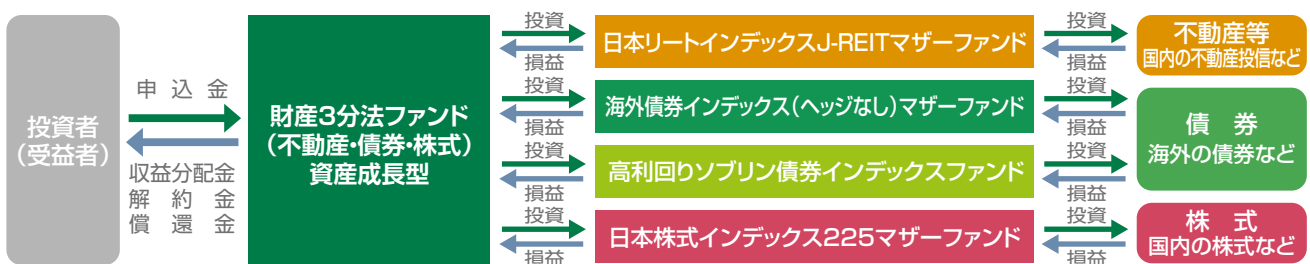 投資者
(受益者)
申 込 金
収益分配金
解 約 金
償 還 金
財産3分法ファンド
(不動産・債券・株式)
資産成長型
投資
損益
投資
損益
投資
損益
投資
損益
日本リートインデックスJ-REITマザーファンド
海外債券インデックス(ヘッジなし)マザーファンド
高利回りソブリン債券インデックスファンド
日本株式インデックス225マザーファンド
投資
損益
投資
損益
投資
損益
投資
損益
不動産等
国内の不動産投信など
債 券
海外の債券など
株 式
国内の株式など